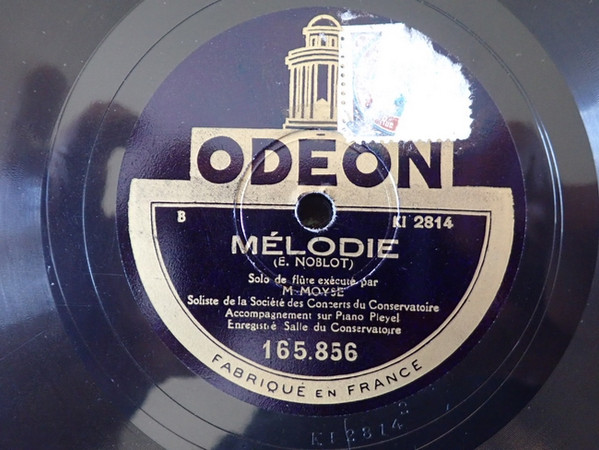 ODEON
B
KI 2814
MÉLODIE
(E. NOBLOT)
Solo de flûte exécuté par
M. MOYSE
Soliste de la Société des Concerts du Conservatoire
Accompagnement sur Piano Pleyel
Enregistré Salle du Conservatoire
165.856
FABRIQUÉ EN FRANCE
KI 2814